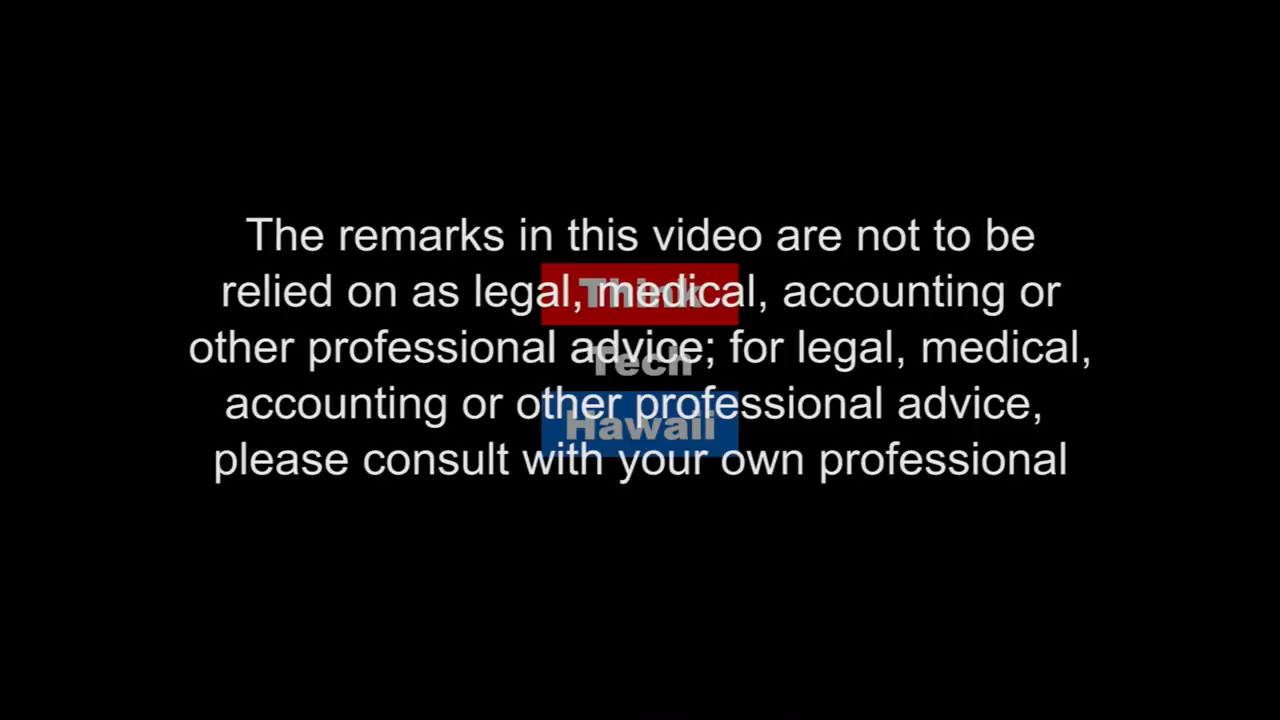 The remarks in this video are not to be
relied on as legal, medical, accounting or
other professional advice; for legal, medical,
accounting or other professional advice,
please consult with your own professional
Think
Tech
Hawaii